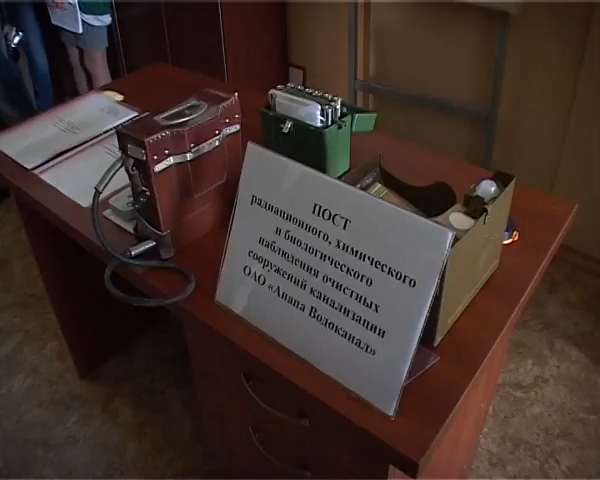 ПОСТ
радиационного, химического
и биологического
наблюдения очистных
сооружений канализации
ОАО «Анапа Водоканал»